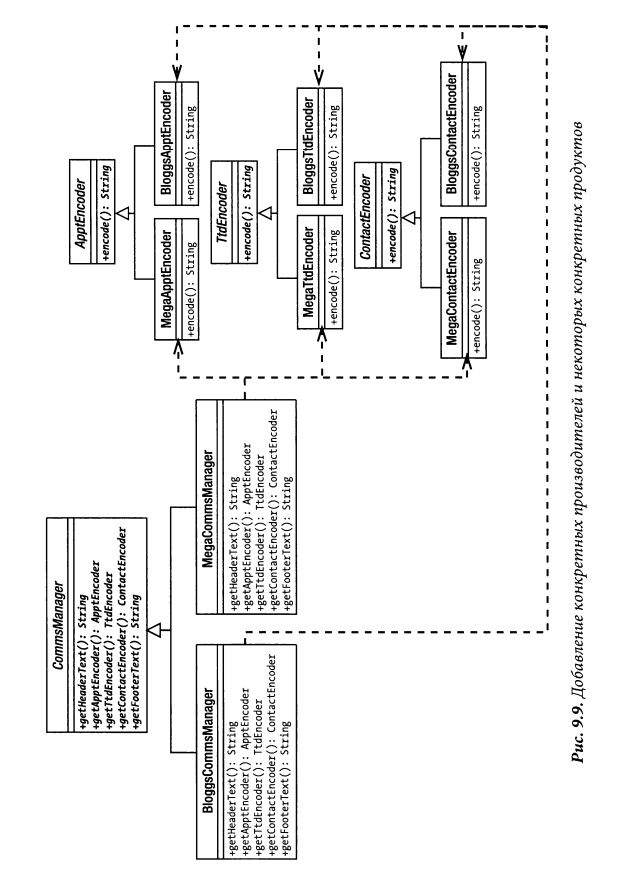 CommsManager
+getHeaderText(): String
+getApptEncoder(): ApptEncoder
+getTtdEncoder(): TtdEncoder
+getContactEncoder(): ContactEncoder
+getFooterText(): String
BloggsCommsManager
+getHeaderText(): String
+getApptEncoder(): ApptEncoder
+getTtdEncoder(): TtdEncoder
+getContactEncoder(): ContactEncoder
+getFooterText(): String
MegaCommsManager
+getHeaderText(): String
+getApptEncoder(): ApptEncoder
+getTtdEncoder(): TtdEncoder
+getContactEncoder(): ContactEncoder
+getFooterText(): String
ApptEncoder
+encode(): String
MegaApptEncoder
+encode(): String
BloggsApptEncoder
+encode(): String
TtdEncoder
+encode(): String
MegaTtdEncoder
+encode(): String
BloggsTtdEncoder
+encode(): String
ContactEncoder
+encode(): String
MegaContactEncoder
+encode(): String
BloggsContactEncoder
+encode(): String
Рис. 9.9. Добавление конкретных производителей и некоторых конкретных продуктов